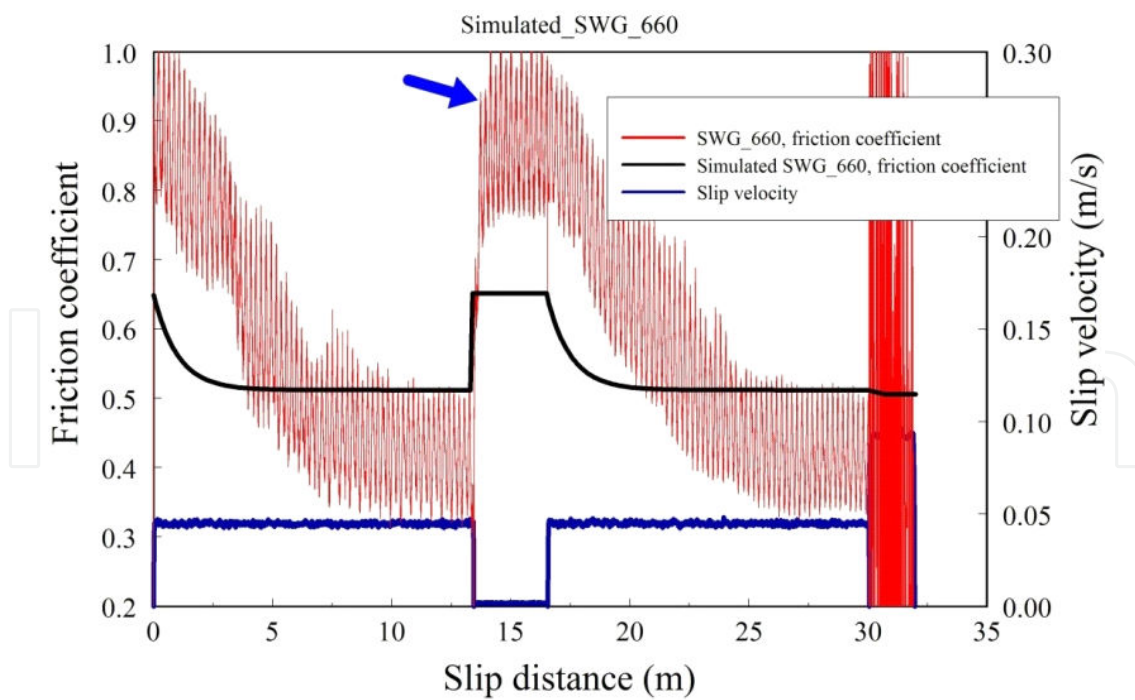 Simulated_SWG_660
1.0
0.9
0.8
0.7
0.6
0.5
0.4
0.3
0.2
Friction coefficient
SWG_660, friction coefficient
Simulated SWG_660, friction coefficient
Slip velocity
0.30
0.20
0.15
0.10
0.05
0.00
Slip velocity (m/s)
0 5 10 15 20 25 30 35
Slip distance (m)